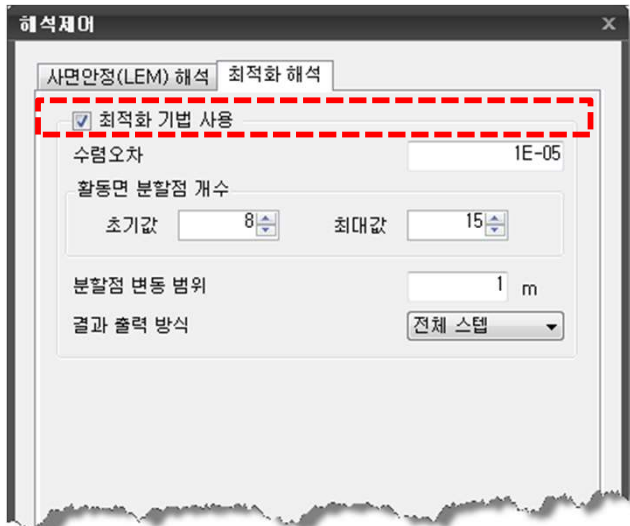 해석제어
사면안정(LEM) 해석 최적화 해석
최적화 기법 사용
수렴오차 1E-05
활동면 분할점 개수
초기값 8 최대값 15
분할점 변동 범위 1 m
결과 출력 방식 전체 스텝